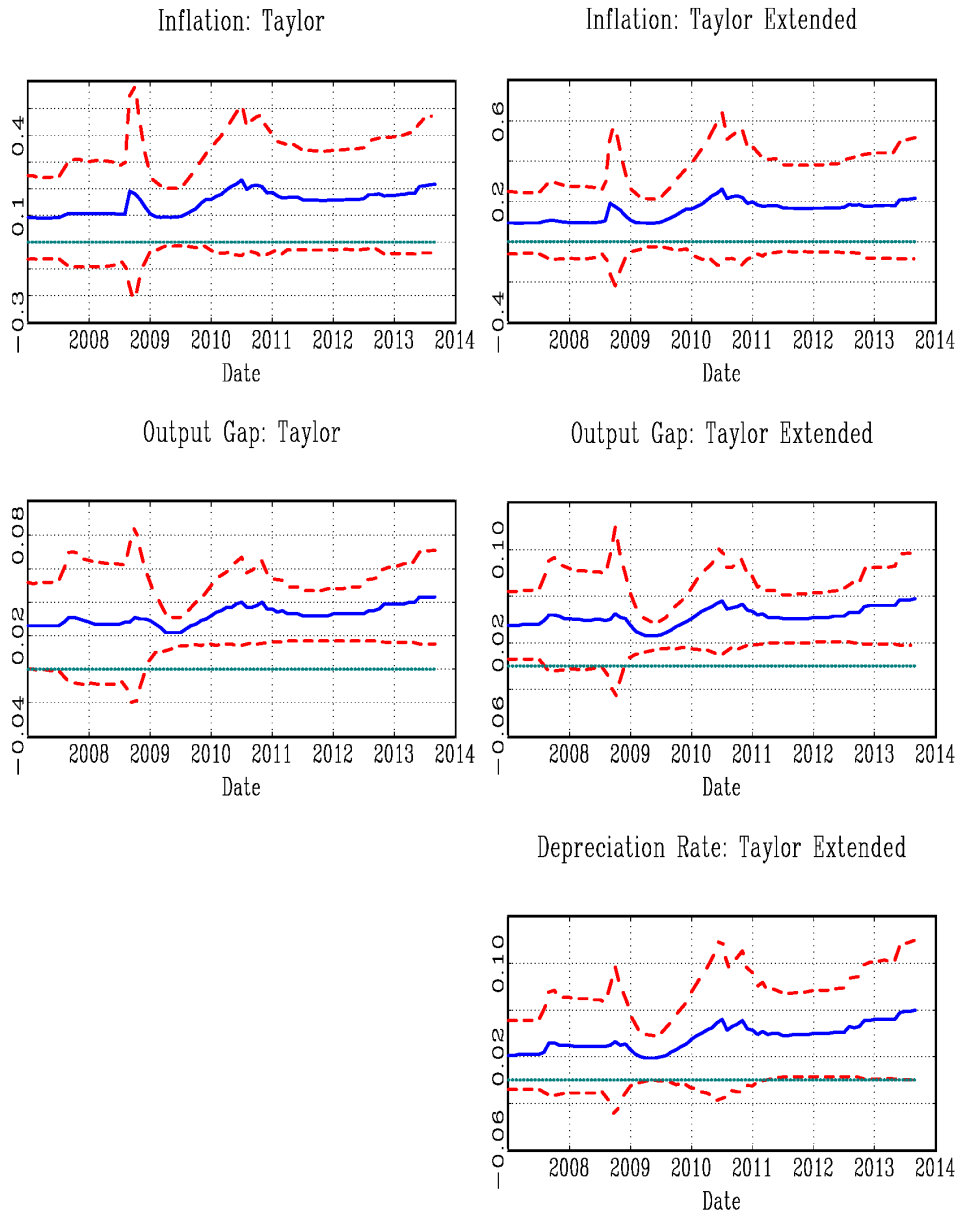 Inflation: Taylor
Inflation: Taylor Extended
0.4
0.1
−0.3
2008 2009 2010 2011 2012 2013 2014
Date
0.6
0.2
−0.4
2008 2009 2010 2011 2012 2013 2014
Date
Output Gap: Taylor
Output Gap: Taylor Extended
0.08
0.02
−0.04
2008 2009 2010 2011 2012 2013 2014
Date
0.10
0.02
−0.06
2008 2009 2010 2011 2012 2013 2014
Date
Depreciation Rate: Taylor Extended
0.10
0.02
−0.06
2008 2009 2010 2011 2012 2013 2014
Date